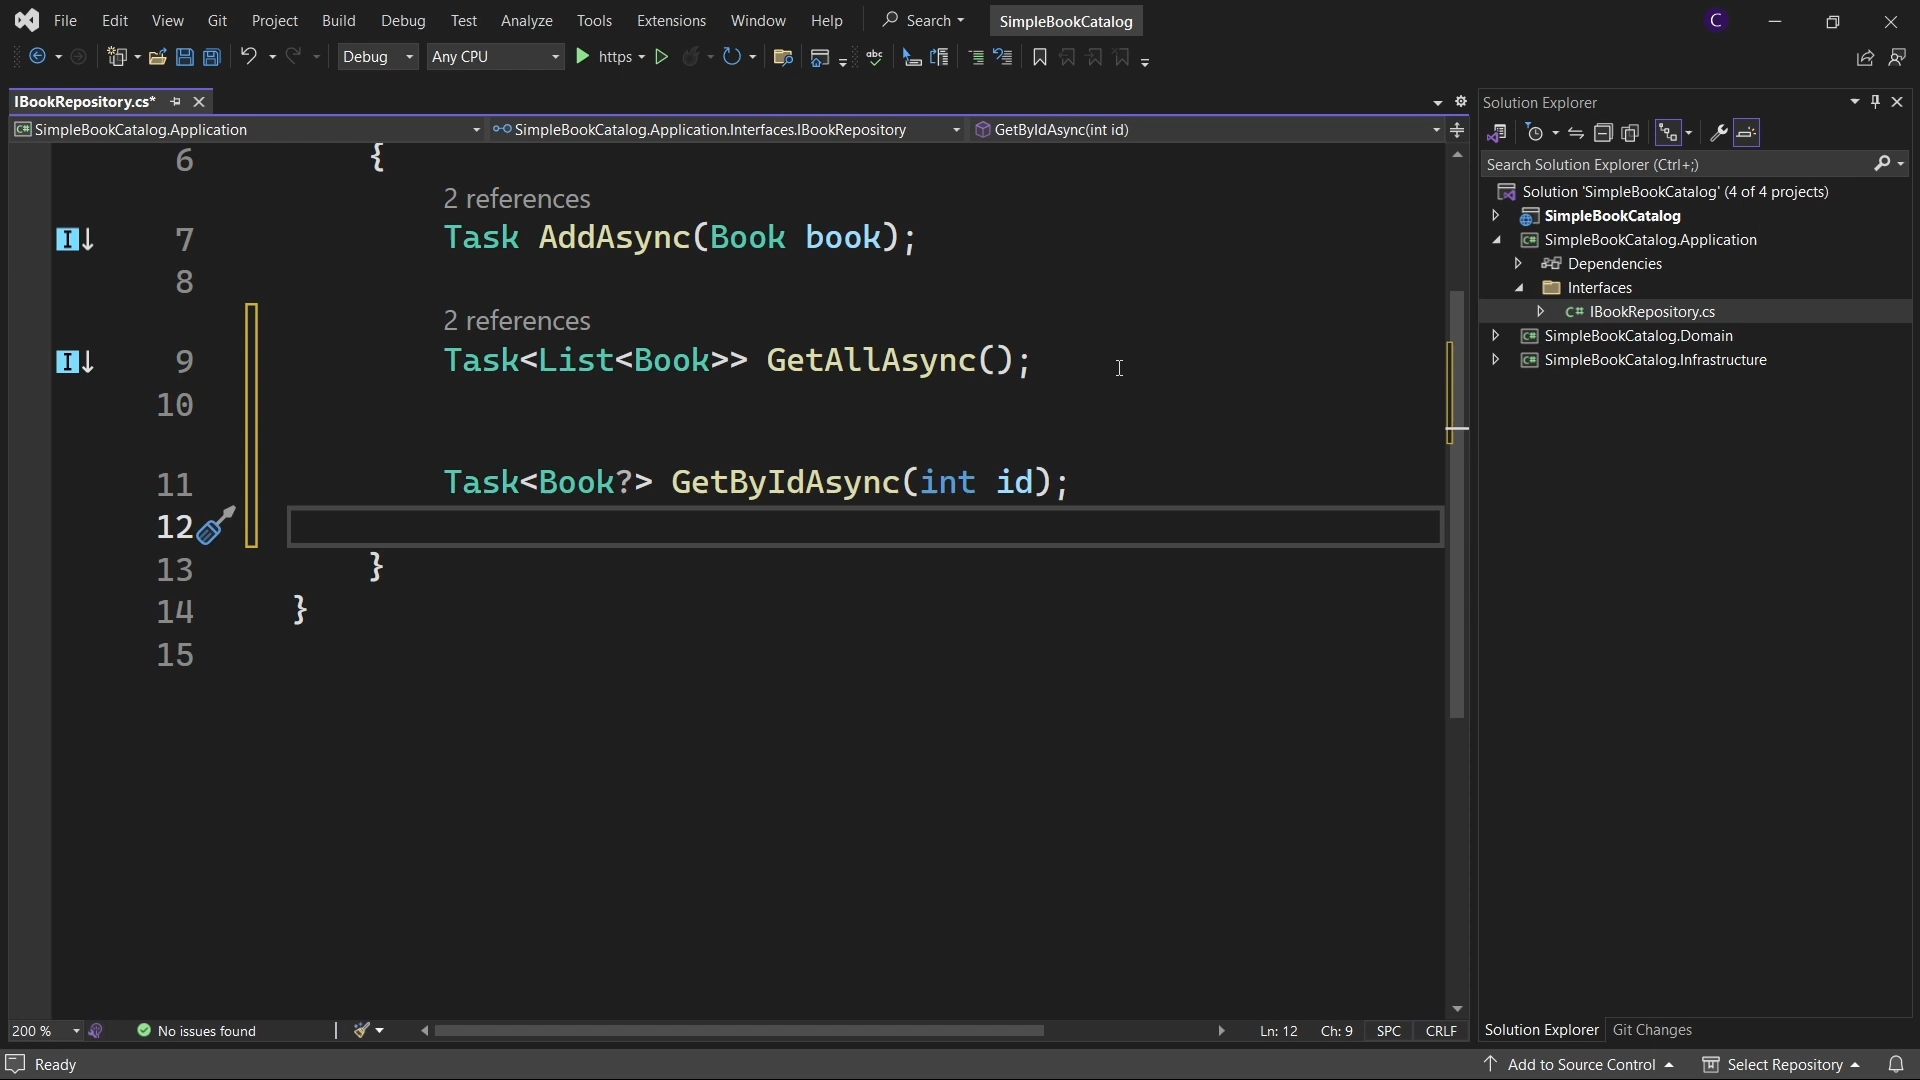 File Edit View Git Project Build Debug Test Analyze Tools Extensions Window Help Search SimpleBookCatalog C
Debug Any CPU https abc
IBookRepository.cs*
SimpleBookCatalog.Application SimpleBookCatalog.Application.Interfaces.IBookRepository GetByIdAsync(int id)
6 {
2 references
7 Task AddAsync(Book book);
8
2 references
9 Task<List<Book>> GetAllAsync();
10
11 Task<Book?> GetByIdAsync(int id);
12
13 }
14 }
15
200 % No issues found Ln: 12 Ch: 9 SPC CRLF
Solution Explorer
Search Solution Explorer (Ctrl+;)
Solution 'SimpleBookCatalog' (4 of 4 projects)
SimpleBookCatalog
C# SimpleBookCatalog.Application
Dependencies
Interfaces
C# IBookRepository.cs
C# SimpleBookCatalog.Domain
C# SimpleBookCatalog.Infrastructure
Solution Explorer Git Changes
Ready Add to Source Control Select Repository